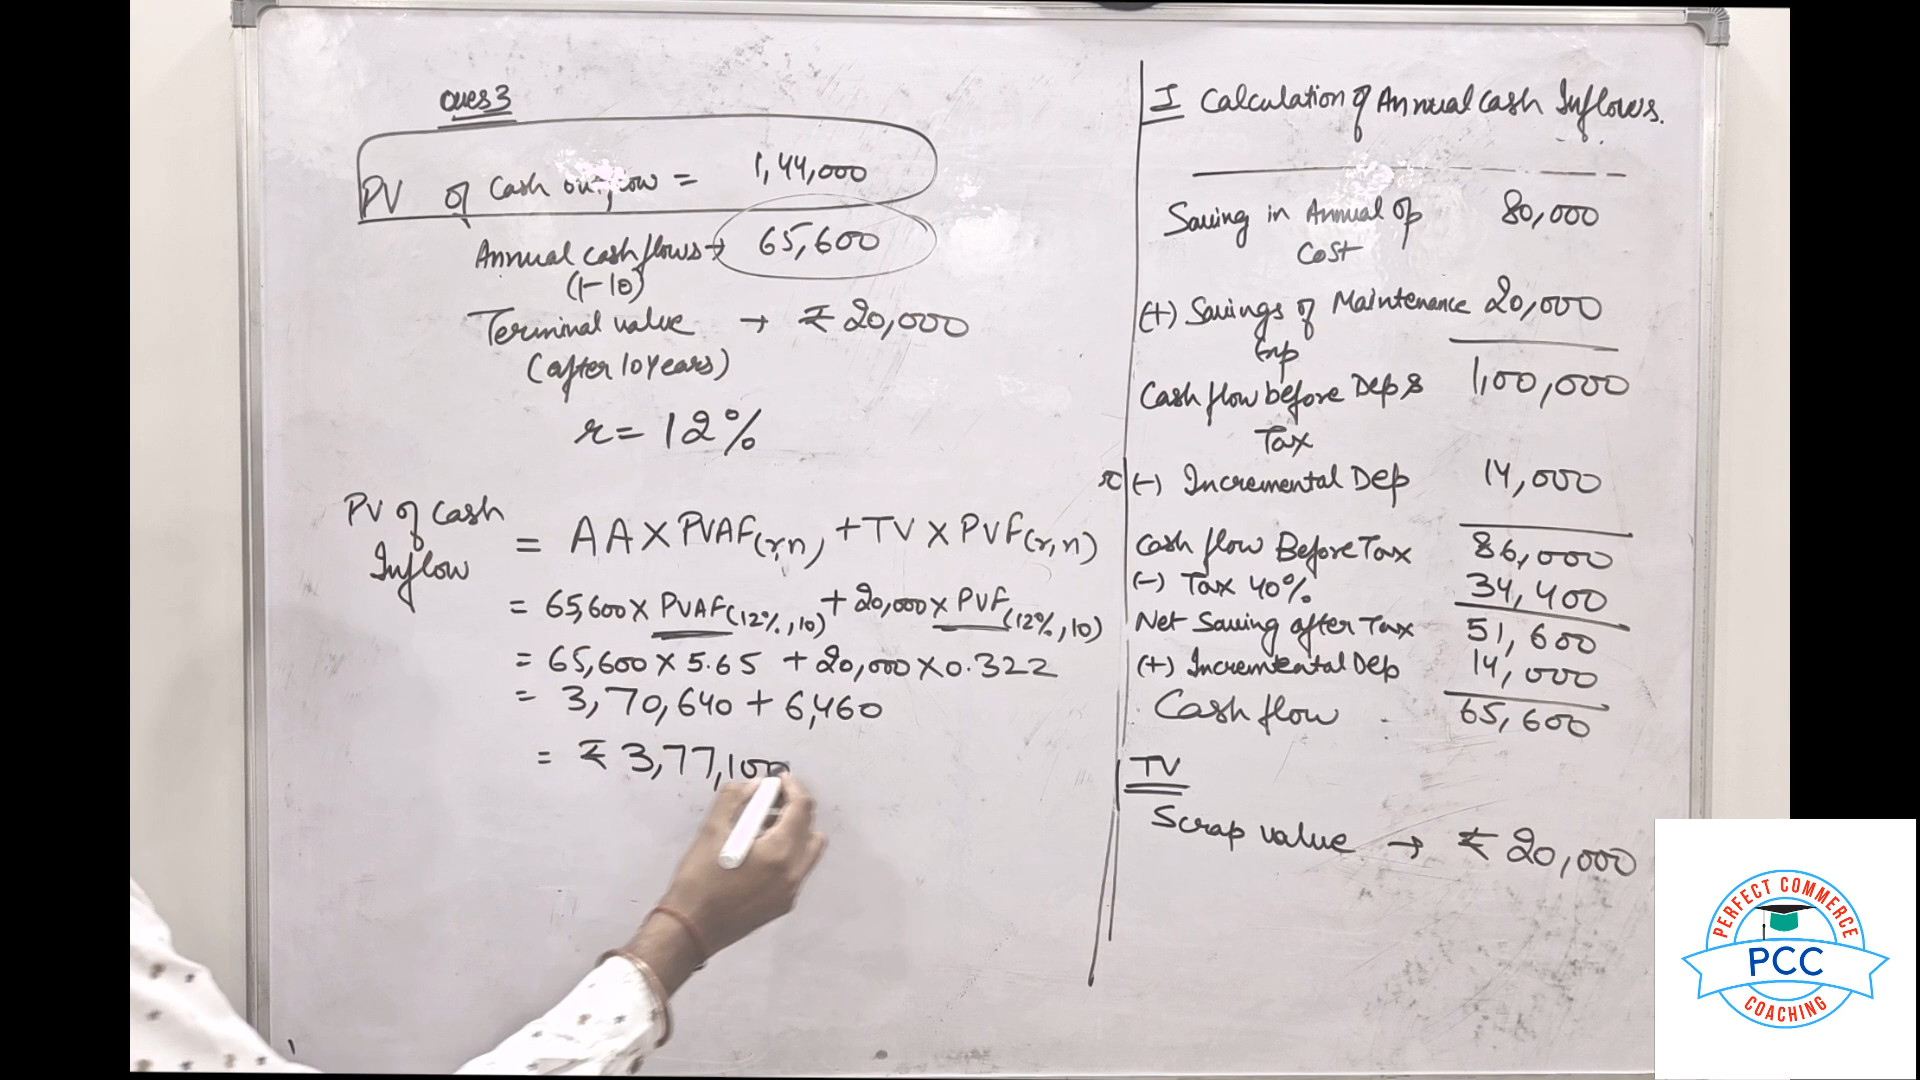 Ques 3
PV of Cash outflow = 1,44,000
Annual cash flows → 65,600
(1-10)
Terminal value → ₹ 20,000
(after 10 years)
r = 12%
PV of Cash Inflow = AA × PVAF(r,n) + TV × PVF(r,n)
= 65,600 × PVAF(12%,10) + 20,000 × PVF(12%,10)
= 65,600 × 5.65 + 20,000 × 0.322
= 3,70,640 + 6,460
= ₹ 3,77,100
I Calculation of Annual Cash Inflows.
Saving in Annual Op Cost 80,000
(+) Savings of Maintenance Exp 20,000
Cash flow before Dep & Tax 1,00,000
(-) Incremental Dep 14,000
Cash flow Before Tax 86,000
(-) Tax 40% 34,400
Net Saving after Tax 51,600
(+) Incremental Dep 14,000
Cash flow 65,600
TV
Scrap value → ₹ 20,000
PERFECT COMMERCE
PCC
COACHING